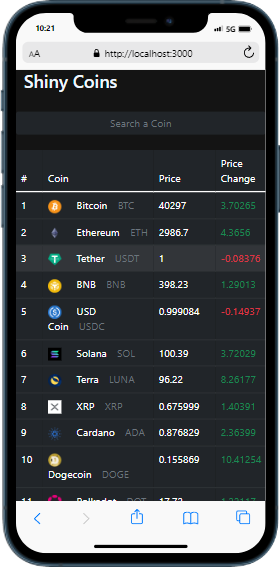 10:21 5G
AA http://localhost:3000
Shiny Coins
Search a Coin
# Coin Price Price Change
1 Bitcoin BTC 40297 3.70265
2 Ethereum ETH 2986.7 4.3656
3 Tether USDT 1 -0.08376
4 BNB BNB 398.23 1.29013
5 USD Coin USDC 0.999084 -0.14937
6 Solana SOL 100.39 3.72029
7 Terra LUNA 96.22 8.26177
8 XRP XRP 0.675999 1.40391
9 Cardano ADA 0.876829 2.36399
10 Dogecoin DOGE 0.155869 10.41254